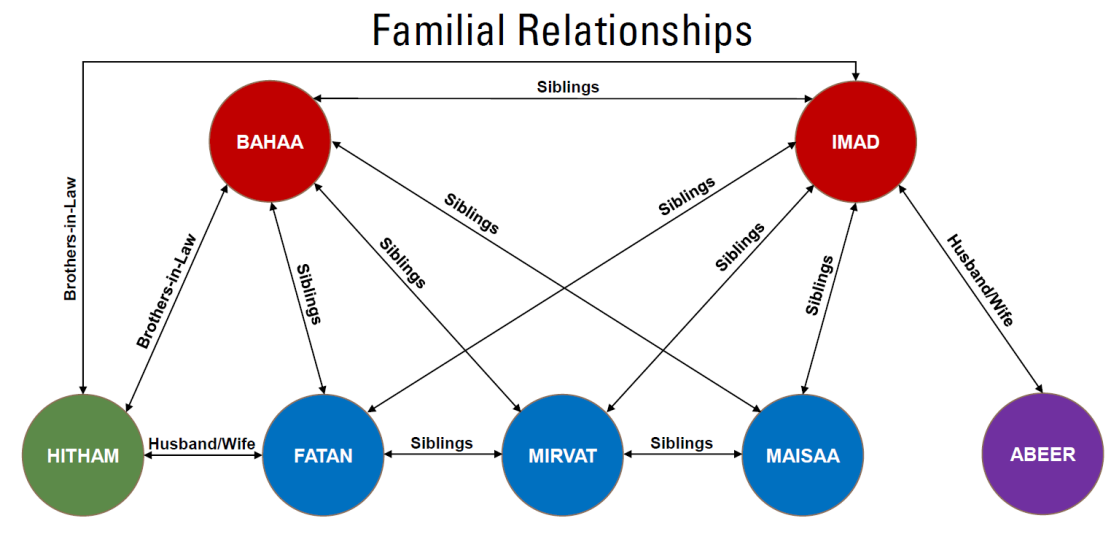 Familial Relationships
Siblings
BAHAA
IMAD
Brothers-in-Law
Brothers-in-Law
Siblings
Siblings
Siblings
Siblings
Siblings
Siblings
Husband/Wife
HITHAM
Husband/Wife
FATAN
Siblings
MIRVAT
Siblings
MAISAA
ABEER